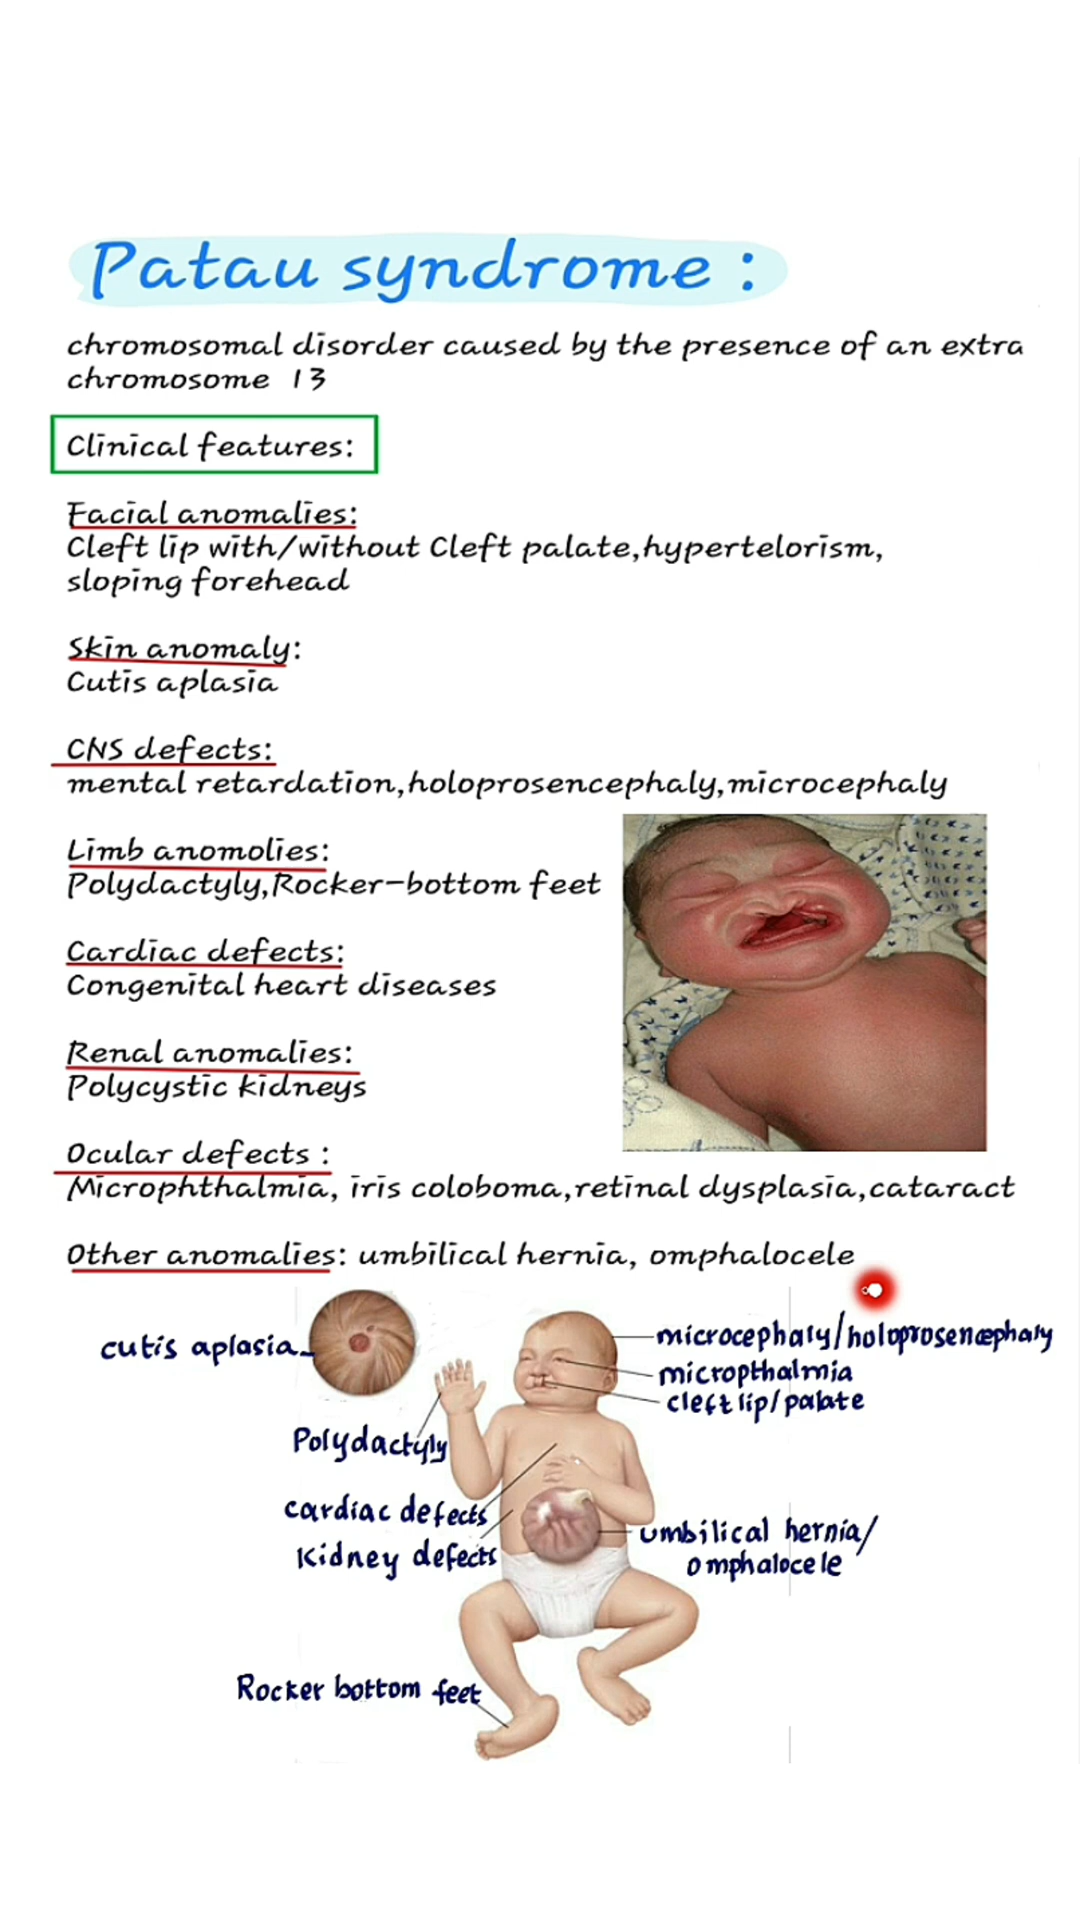 Patau syndrome :
chromosomal disorder caused by the presence of an extra
chromosome 13
Clinical features:
Facial anomalies:
Cleft lip with/without Cleft palate,hypertelorism,
sloping forehead
Skin anomaly:
Cutis aplasia
CNS defects:
mental retardation,holoprosencephaly,microcephaly
Limb anomolies:
Polydactyly,Rocker-bottom feet
Cardiac defects:
Congenital heart diseases
Renal anomalies:
Polycystic kidneys
Ocular defects :
Microphthalmia, iris coloboma,retinal dysplasia,cataract
Other anomalies: umbilical hernia, omphalocele
cutis aplasia
microcephaly/holoprosencephaly
micropthalmia
cleft lip/palate
Polydactyly
cardiac defects
Kidney defects
umbilical hernia/
omphalocele
Rocker bottom feet